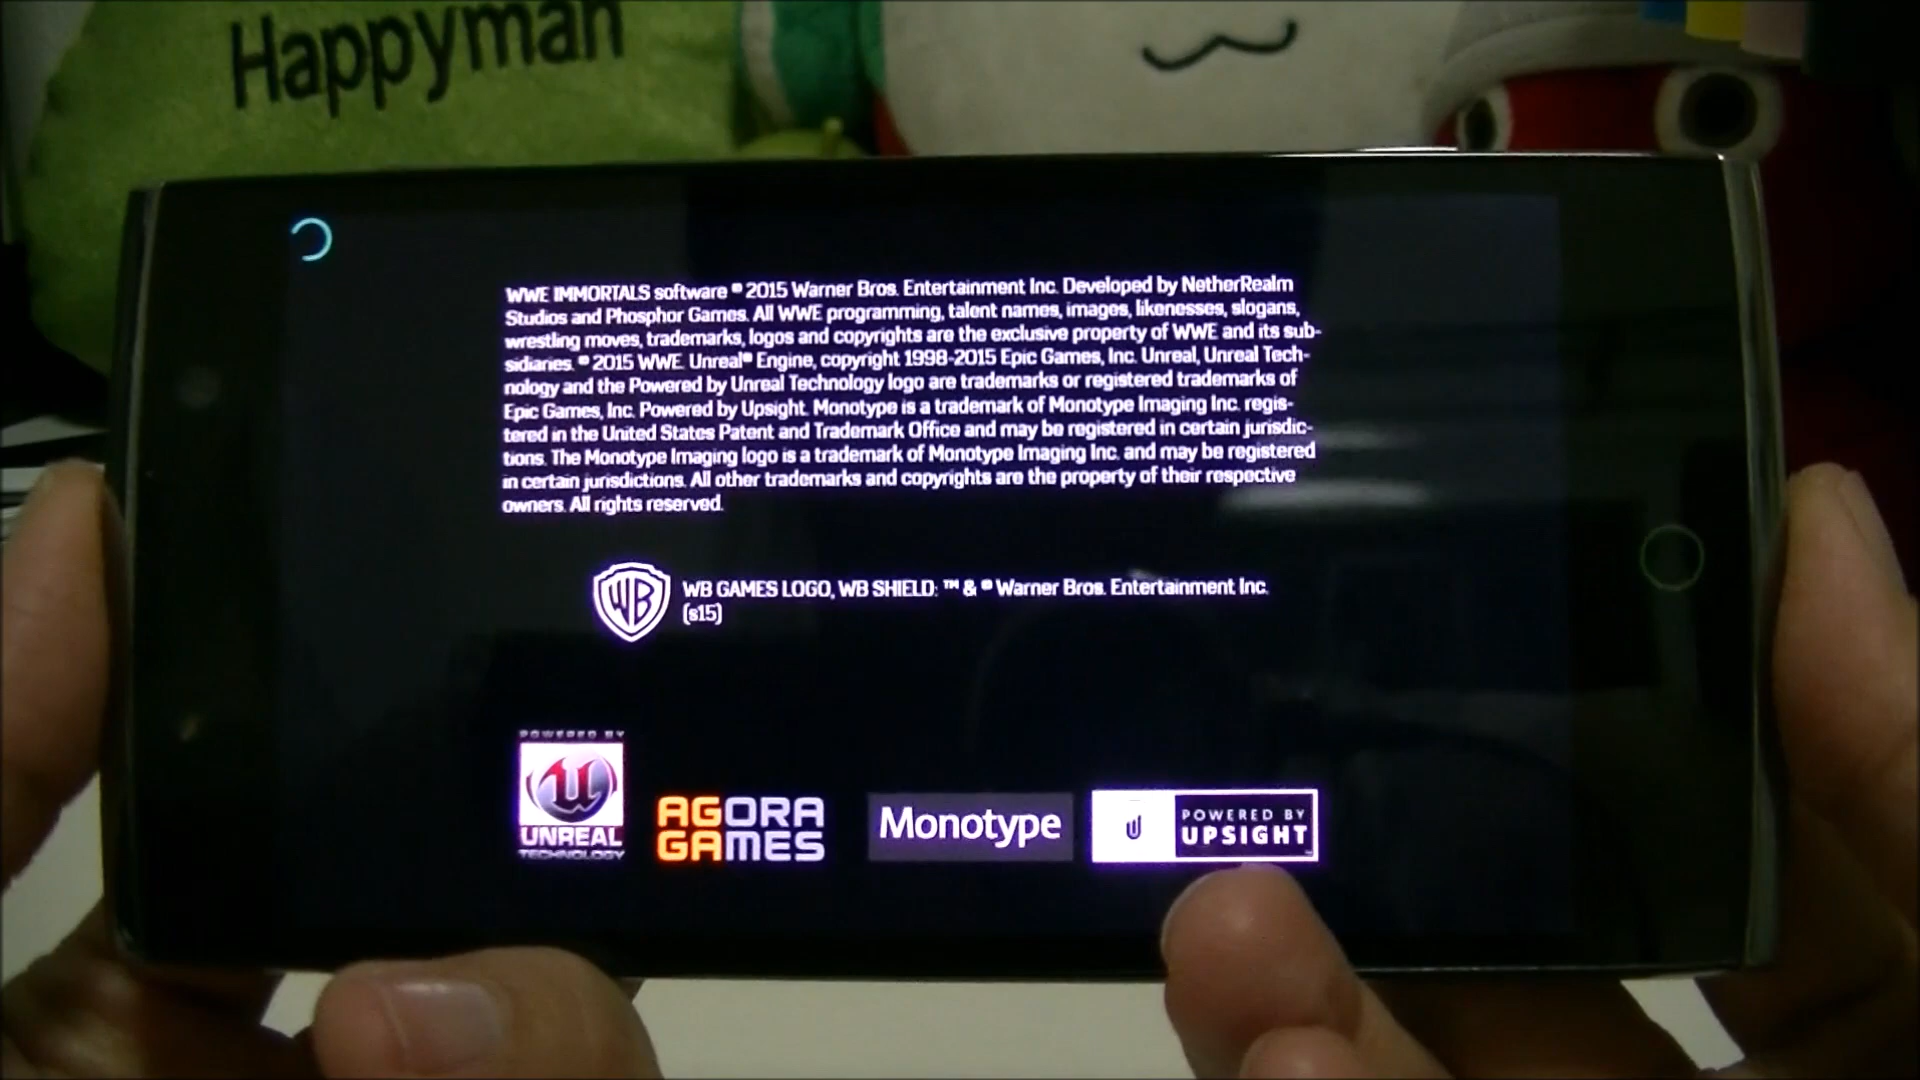 Happyman
WWE IMMORTALS software © 2015 Warner Bros. Entertainment Inc. Developed by NetherRealm
Studios and Phosphor Games. All WWE programming, talent names, images, likenesses, slogans,
wrestling moves, trademarks, logos and copyrights are the exclusive property of WWE and its sub-
sidiaries. © 2015 WWE. Unreal® Engine, copyright 1998-2015 Epic Games, Inc. Unreal, Unreal Tech-
nology and the Powered by Unreal Technology logo are trademarks or registered trademarks of
Epic Games, Inc. Powered by Upsight. Monotype is a trademark of Monotype Imaging Inc. regis-
tered in the United States Patent and Trademark Office and may be registered in certain jurisdic-
tions. The Monotype Imaging logo is a trademark of Monotype Imaging Inc. and may be registered
in certain jurisdictions. All other trademarks and copyrights are the property of their respective
owners. All rights reserved.
WB
WB GAMES LOGO, WB SHIELD: ™ & © Warner Bros. Entertainment Inc.
(s15)
POWERED BY
U
UNREAL
TECHNOLOGY
AGORA
GAMES
Monotype
POWERED BY
UPSIGHT